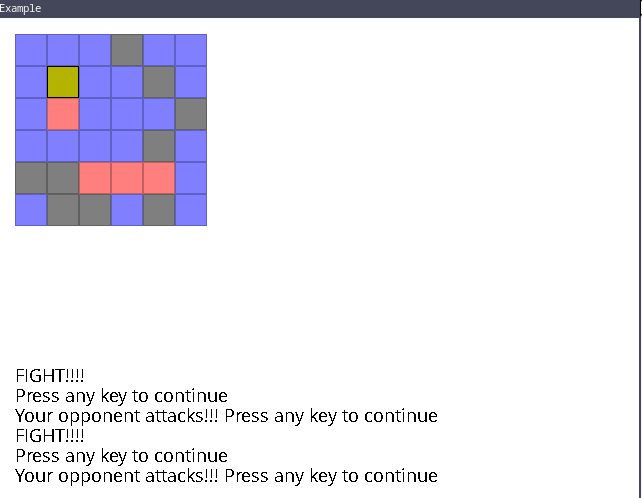 Example
FIGHT!!!!
Press any key to continue
Your opponent attacks!!! Press any key to continue
FIGHT!!!!
Press any key to continue
Your opponent attacks!!! Press any key to continue